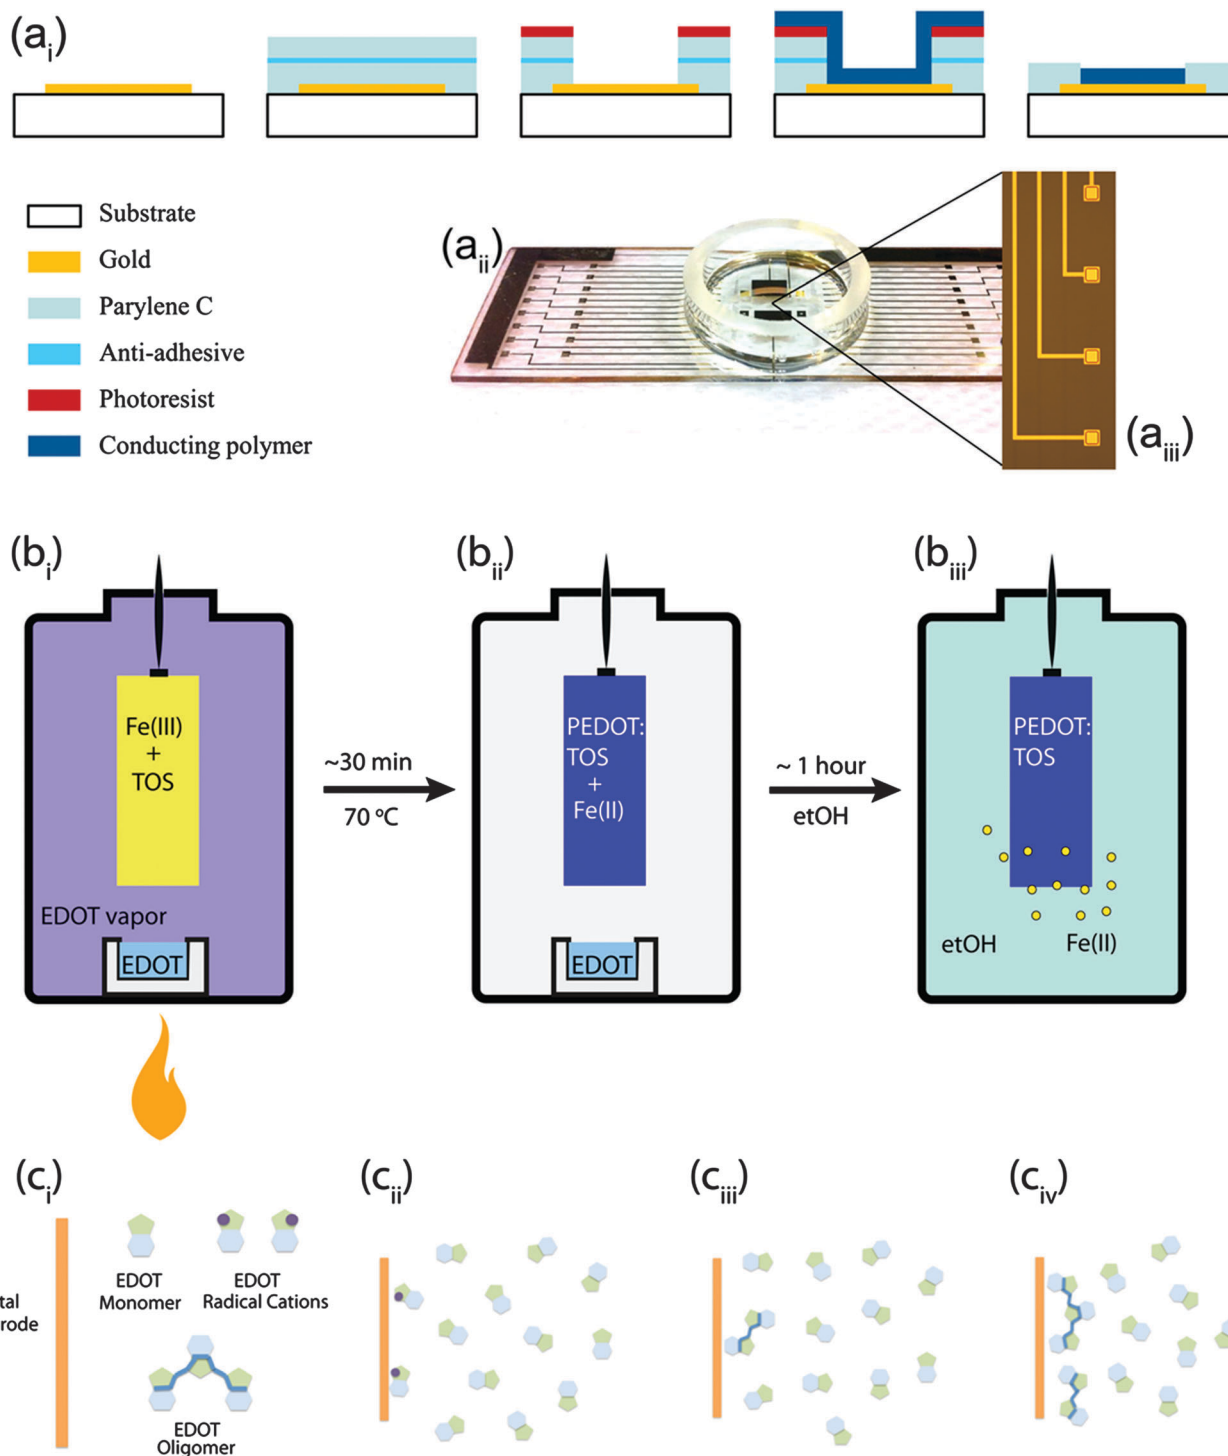 (ai)
Substrate
Gold
Parylene C
Anti-adhesive
Photoresist
Conducting polymer
(aii)
(aiii)
(bi)
Fe(III)
+
TOS
EDOT vapor
EDOT
~30 min
70 ºC
(bii)
PEDOT:
TOS
+
Fe(II)
EDOT
~ 1 hour
etOH
(biii)
PEDOT:
TOS
etOH
Fe(II)
(ci)
tal
rode
EDOT
Monomer
EDOT
Radical Cations
EDOT
Oligomer
(cii)
(ciii)
(civ)